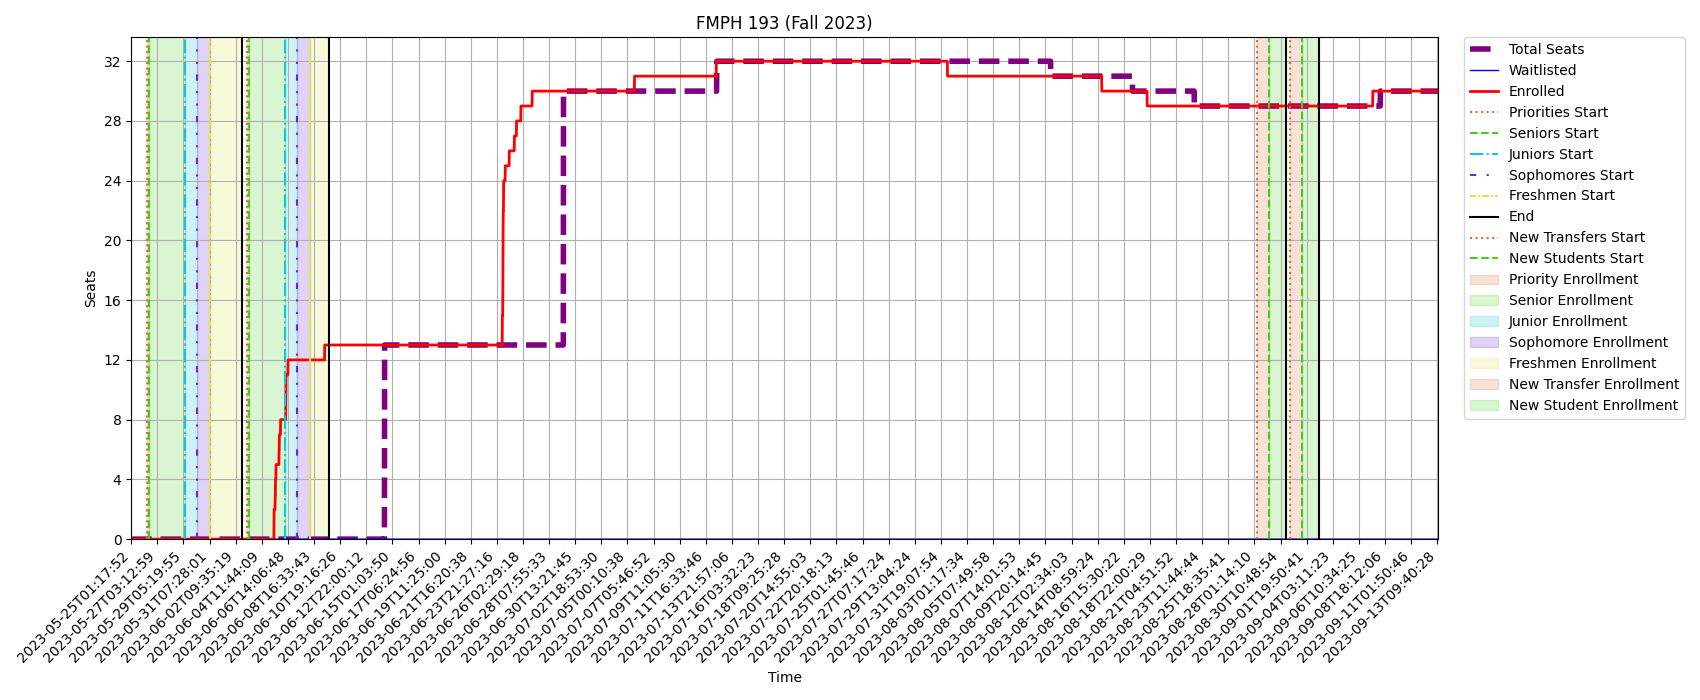 FMPH 193 (Fall 2023)
Seats
32
28
24
20
16
12
8
4
0
2023-05-25T01:17:52
2023-05-27T03:12:59
2023-05-29T05:19:55
2023-05-31T07:28:01
2023-06-02T09:35:19
2023-06-04T11:44:09
2023-06-06T14:06:48
2023-06-08T16:33:43
2023-06-10T19:16:26
2023-06-12T22:00:12
2023-06-15T01:03:50
2023-06-17T06:24:56
2023-06-19T11:25:00
2023-06-21T16:20:38
2023-06-23T21:27:16
2023-06-26T02:29:18
2023-06-28T07:55:33
2023-06-30T13:21:45
2023-07-02T18:53:30
2023-07-05T00:10:38
2023-07-07T05:46:52
2023-07-09T11:05:30
2023-07-11T16:33:46
2023-07-13T21:57:06
2023-07-16T03:32:23
2023-07-18T09:25:28
2023-07-20T14:55:03
2023-07-22T20:18:13
2023-07-25T01:45:46
2023-07-27T07:17:24
2023-07-29T13:04:24
2023-07-31T19:07:54
2023-08-03T01:17:34
2023-08-05T07:49:58
2023-08-07T14:01:53
2023-08-09T20:14:45
2023-08-12T02:34:03
2023-08-14T08:59:24
2023-08-16T15:30:22
2023-08-18T22:00:29
2023-08-21T04:51:52
2023-08-23T11:44:44
2023-08-25T18:35:41
2023-08-28T01:14:10
2023-08-30T10:48:54
2023-09-01T19:50:41
2023-09-04T03:11:23
2023-09-06T10:34:25
2023-09-08T18:12:06
2023-09-11T01:50:46
2023-09-13T09:40:28
Time
Total Seats
Waitlisted
Enrolled
Priorities Start
Seniors Start
Juniors Start
Sophomores Start
Freshmen Start
End
New Transfers Start
New Students Start
Priority Enrollment
Senior Enrollment
Junior Enrollment
Sophomore Enrollment
Freshmen Enrollment
New Transfer Enrollment
New Student Enrollment